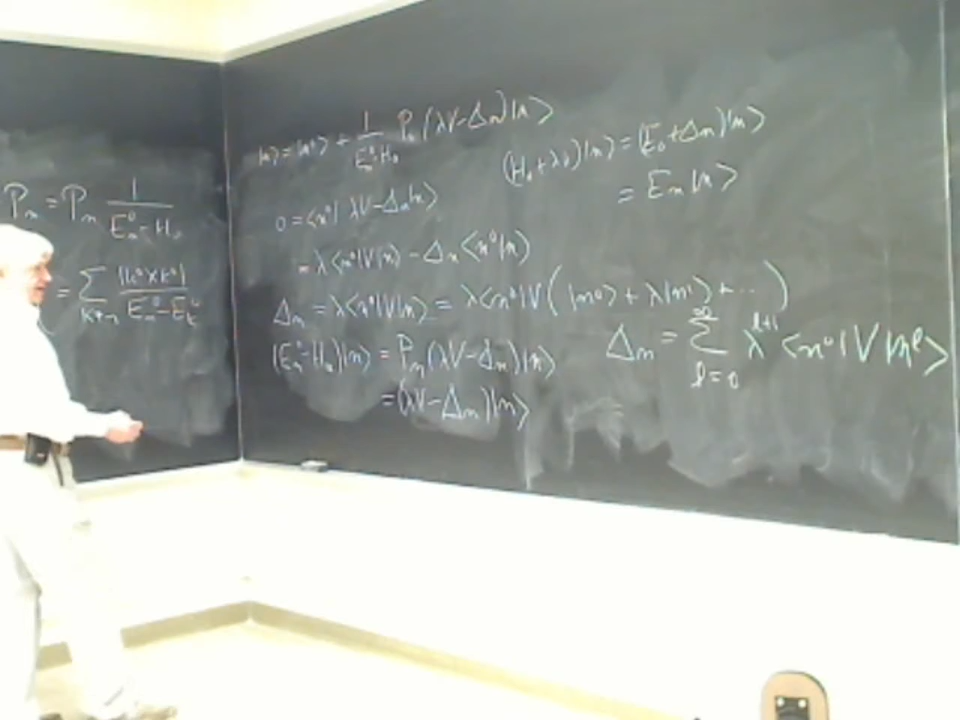 P_n = P_n 1/(E_n^0 - H_0)
= Σ_{k≠n} |k^0><k^0| / (E_n^0 - E_k^0)
|n> = |n^0> + 1/(E_n^0 - H_0) P_n (λV - Δ_n)|n>
0 = <n^0| λV - Δ_n |n>
= λ<n^0|V|n> - Δ_n <n^0|n>
Δ_n = λ<n^0|V|n> = λ<n^0|V( |n^0> + λ|n^1> + ... )
(E_n^0 - H_0)|n> = P_n (λV - Δ_n)|n>
= (λV - Δ_n)|n>
(H_0 + λV)|n> = (E_0 + Δ_n)|n>
= E_n |n>
Δ_n = Σ_{l=0}^{∞} λ^{l+1} <n^0|V|n^l>